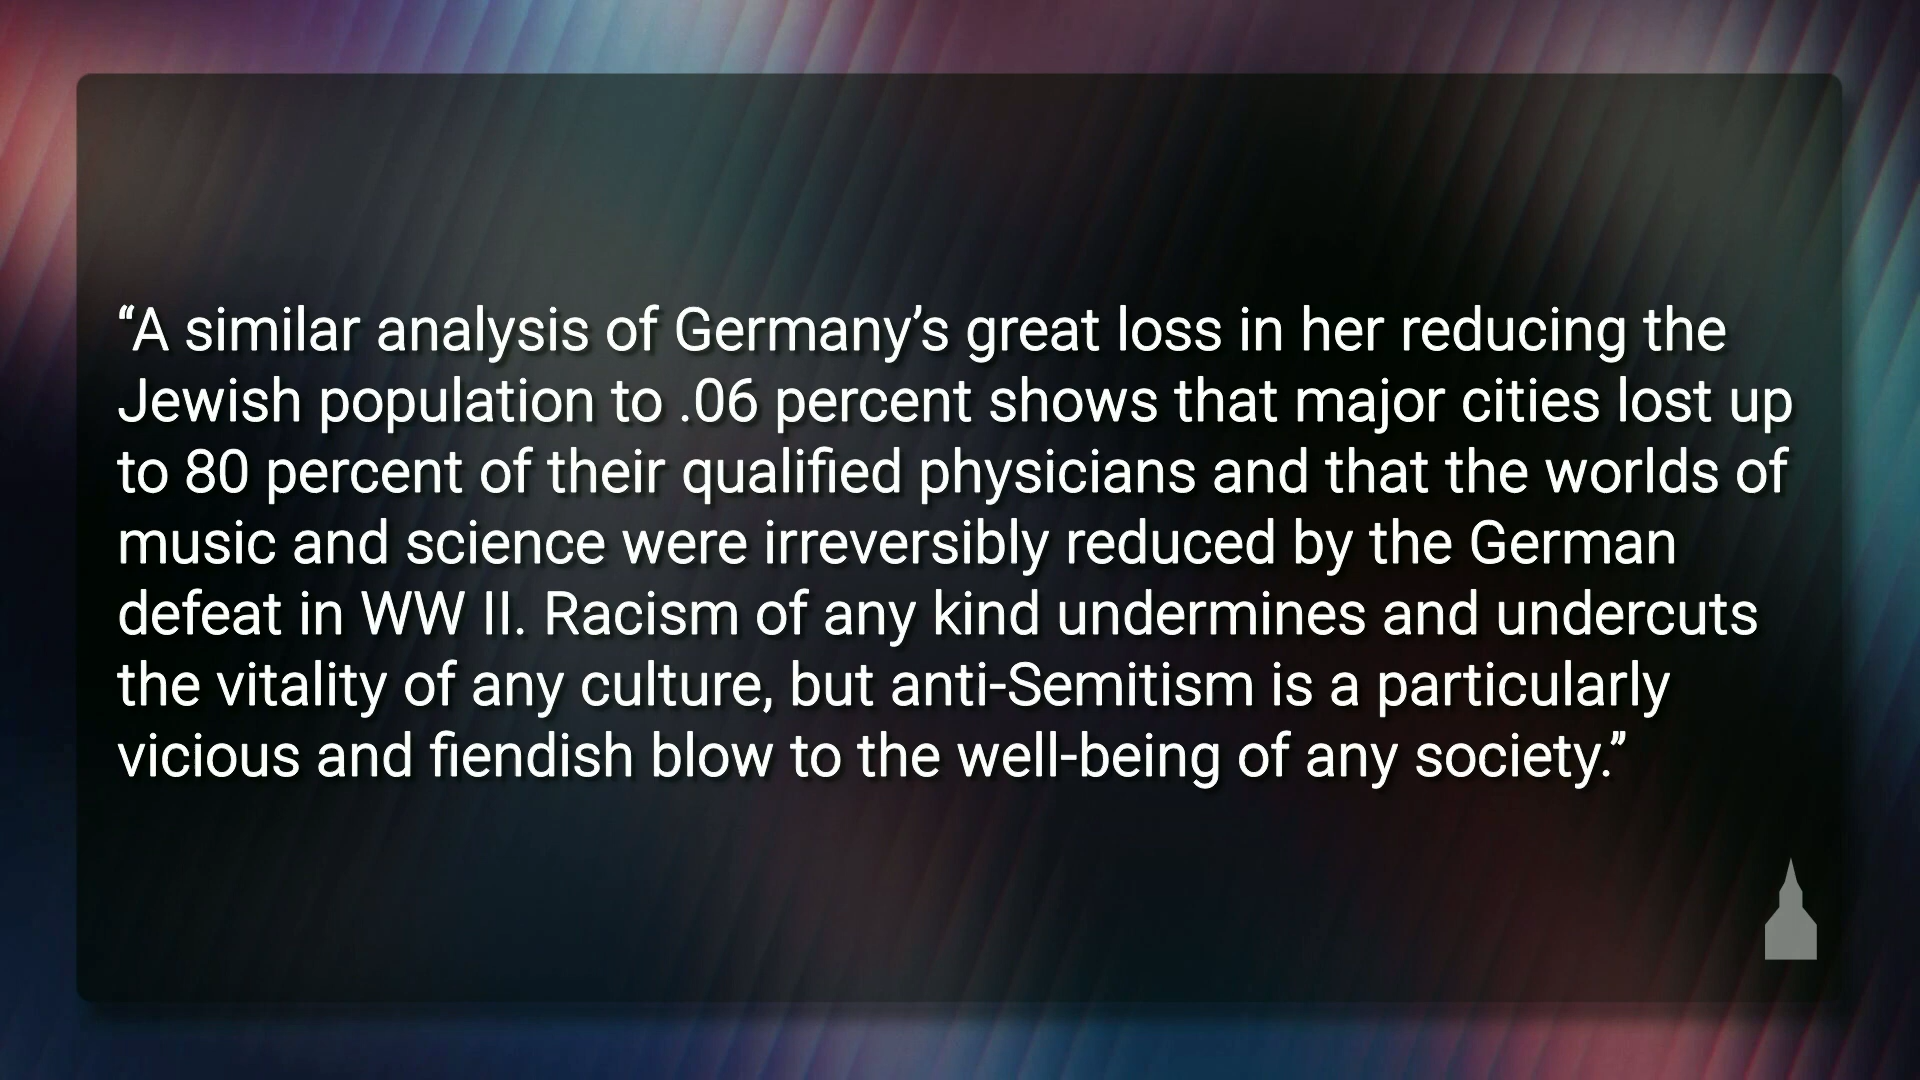 “A similar analysis of Germany’s great loss in her reducing the
Jewish population to .06 percent shows that major cities lost up
to 80 percent of their qualified physicians and that the worlds of
music and science were irreversibly reduced by the German
defeat in WW II. Racism of any kind undermines and undercuts
the vitality of any culture, but anti-Semitism is a particularly
vicious and fiendish blow to the well-being of any society.”